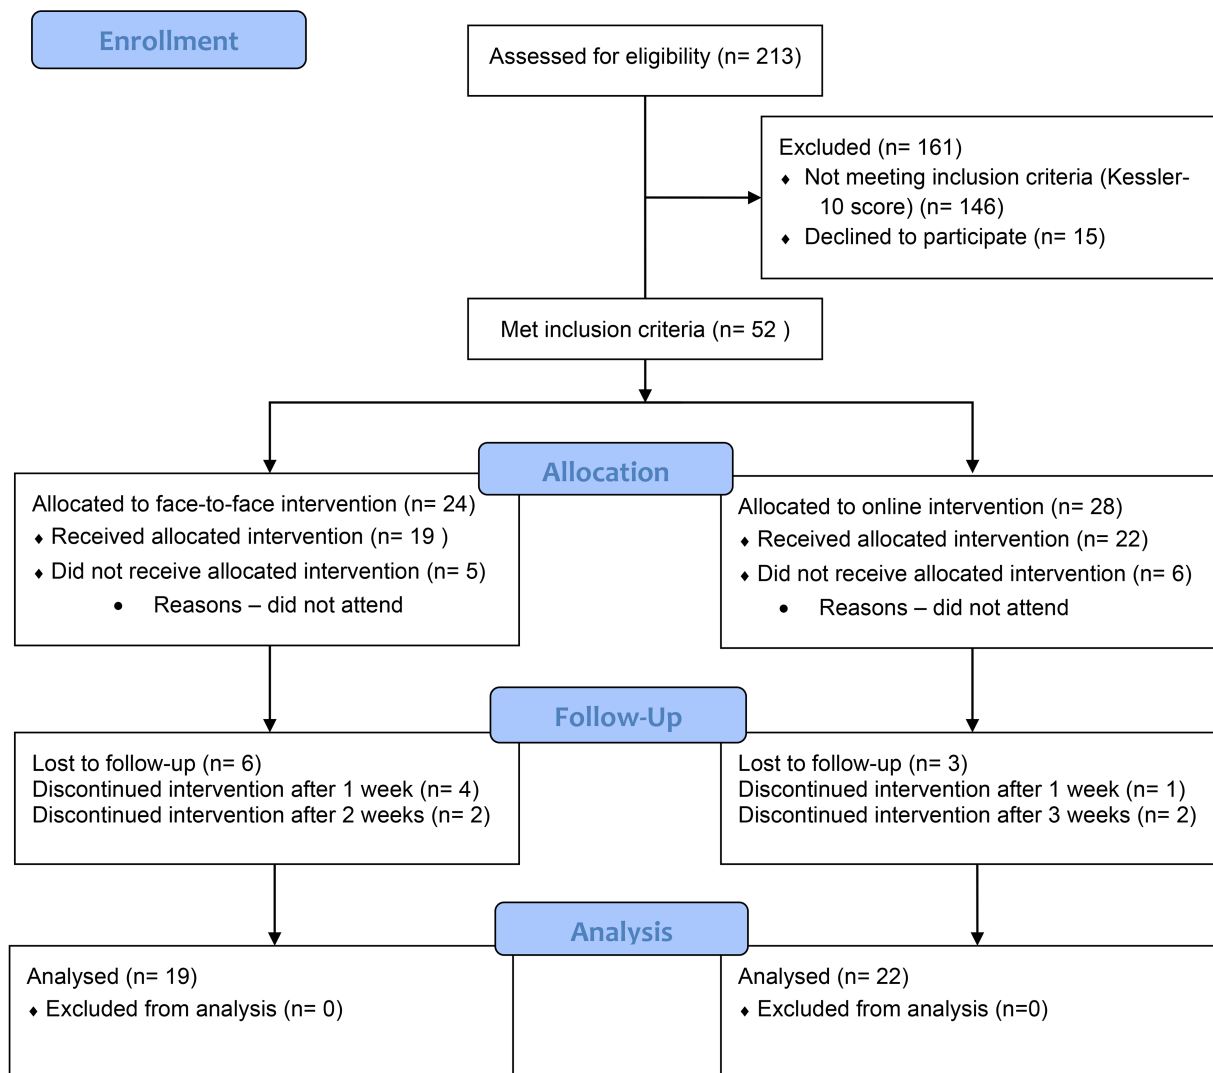 Enrollment
Assessed for eligibility (n= 213)
Excluded (n= 161)
♦ Not meeting inclusion criteria (Kessler-
10 score) (n= 146)
♦ Declined to participate (n= 15)
Met inclusion criteria (n= 52 )
Allocation
Allocated to face-to-face intervention (n= 24)
♦ Received allocated intervention (n= 19 )
♦ Did not receive allocated intervention (n= 5)
• Reasons – did not attend
Allocated to online intervention (n= 28)
♦ Received allocated intervention (n= 22)
♦ Did not receive allocated intervention (n= 6)
• Reasons – did not attend
Follow-Up
Lost to follow-up (n= 6)
Discontinued intervention after 1 week (n= 4)
Discontinued intervention after 2 weeks (n= 2)
Lost to follow-up (n= 3)
Discontinued intervention after 1 week (n= 1)
Discontinued intervention after 3 weeks (n= 2)
Analysis
Analysed (n= 19)
♦ Excluded from analysis (n= 0)
Analysed (n= 22)
♦ Excluded from analysis (n=0)